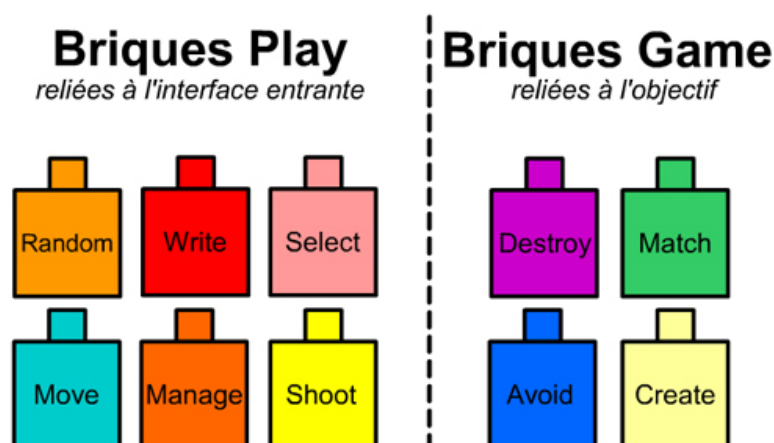 Briques Play
reliées à l'interface entrante
Random Write Select
Move Manage Shoot
Briques Game
reliées à l'objectif
Destroy Match
Avoid Create